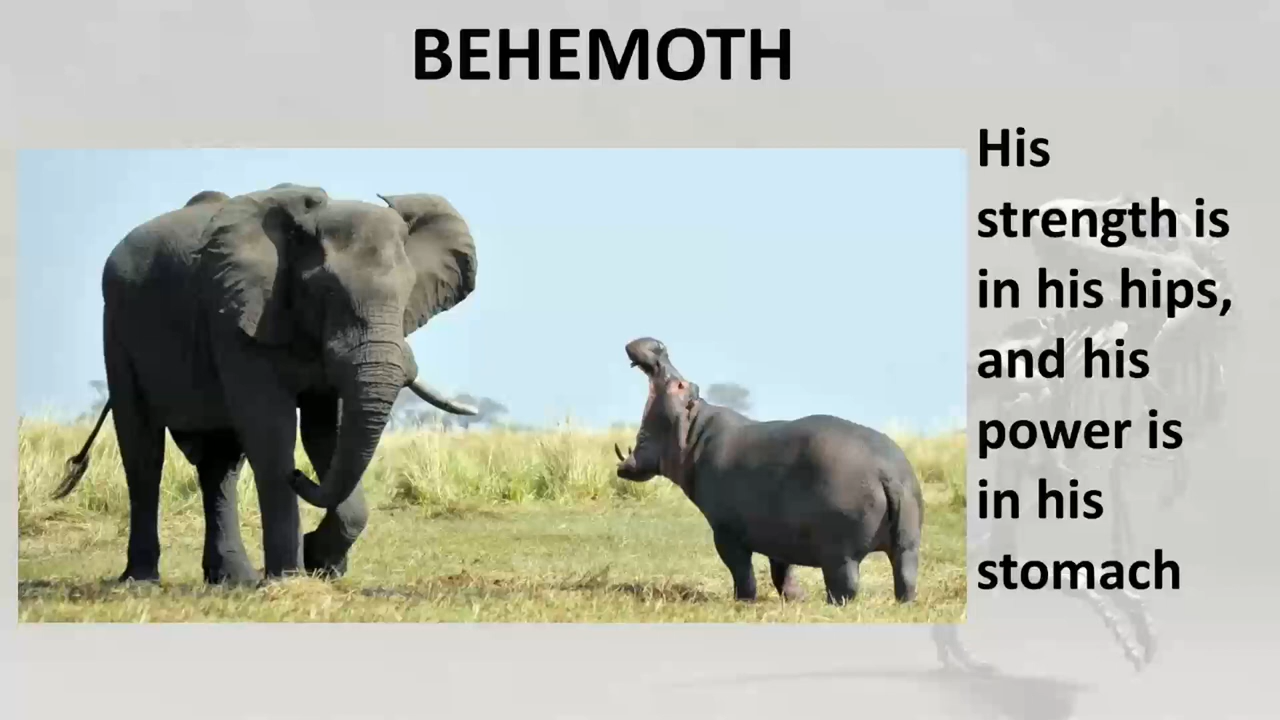 BEHEMOTH
His
strength is
in his hips,
and his
power is
in his
stomach